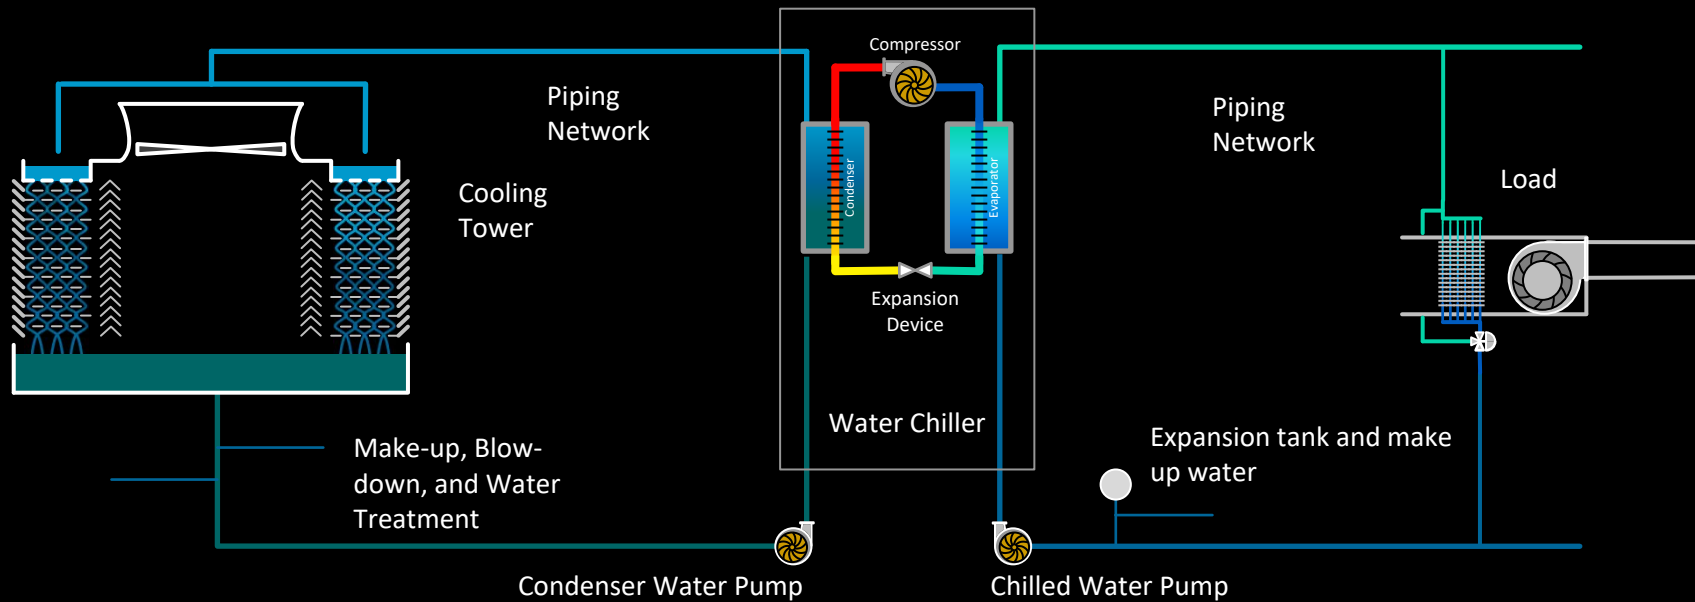 Compressor
Piping
Network
Piping
Network
Condenser
Evaporator
Load
Cooling
Tower
Expansion
Device
Water Chiller
Make-up, Blow-
down, and Water
Treatment
Expansion tank and make
up water
Condenser Water Pump
Chilled Water Pump